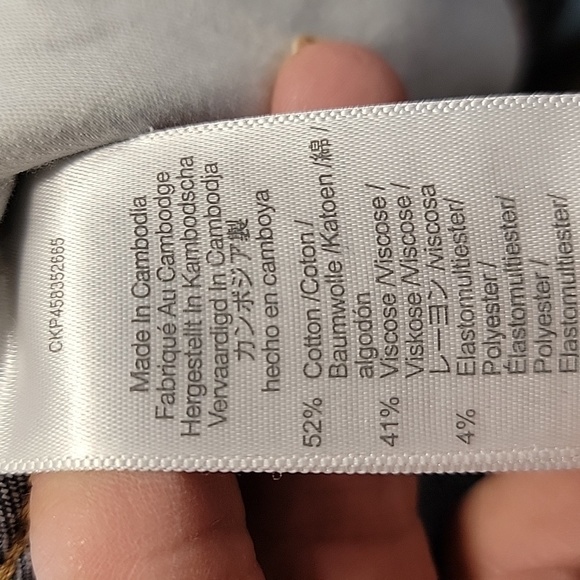 CKP458352665
Made In Cambodia
Fabriqué Au Cambodge
Hergestellt In Kambodscha
Vervaardigd In Cambodja
カンボジア製
hecho en camboya
52% Cotton /Coton /
Baumwolle /Katoen /綿 /
algodón
41% Viscose /Viscose /
Viskose /Viskose /
レーヨン /viscosa
4% Elastomultiester/
Polyester /
Élastomultiester/
Polyester /
Elastomultiester/